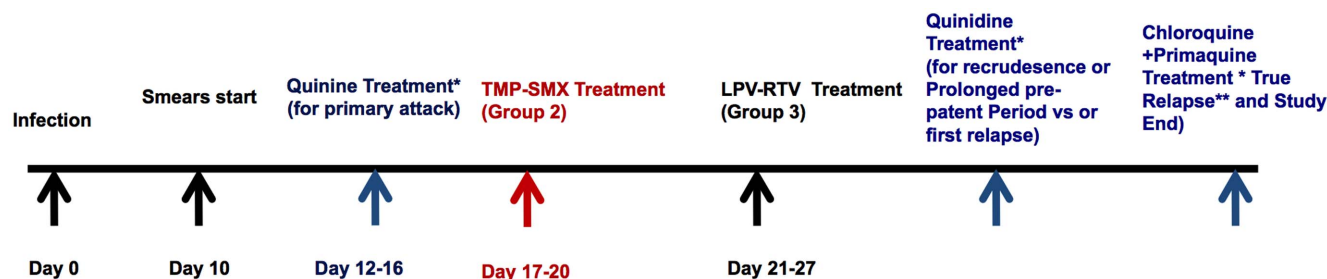 Infection
Smears start
Quinine Treatment*
(for primary attack)
TMP-SMX Treatment
(Group 2)
LPV-RTV Treatment
(Group 3)
Quinidine
Treatment*
(for recrudesence or
Prolonged pre-
patent Period vs or
first relapse)
Chloroquine
+Primaquine
Treatment * True
Relapse** and Study
End)
Day 0
Day 10
Day 12-16
Day 17-20
Day 21-27